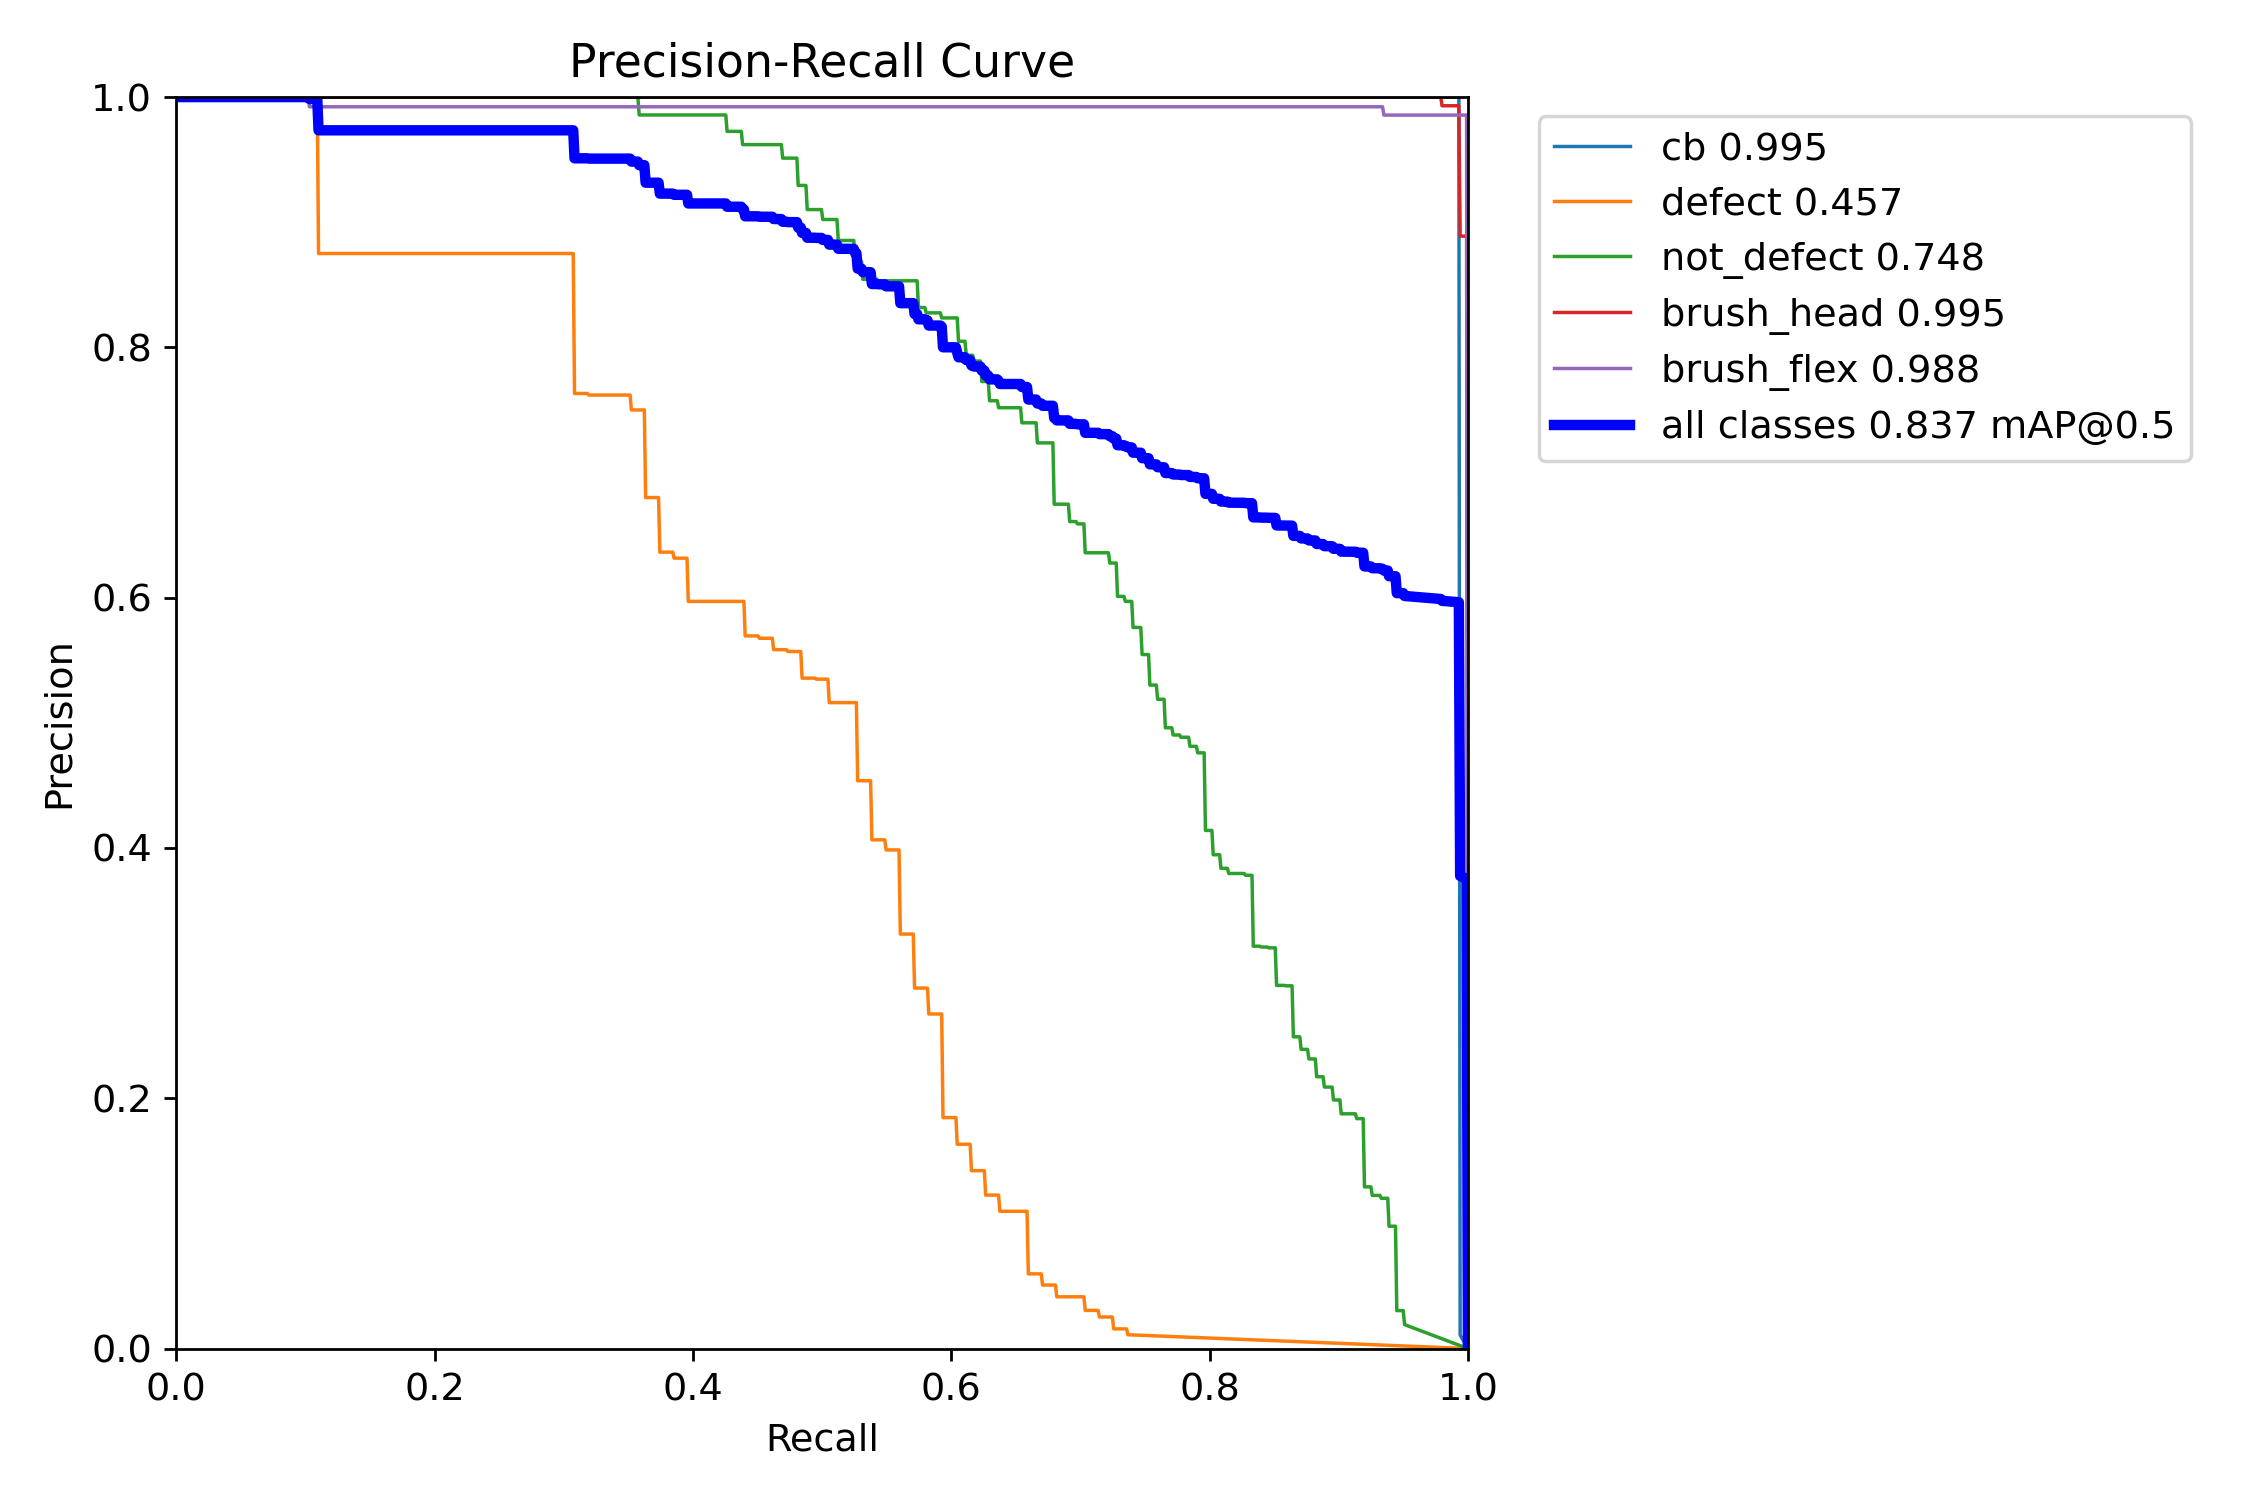 Precision-Recall Curve
1.0
0.8
0.6
0.4
0.2
0.0
Precision
0.0 0.2 0.4 0.6 0.8 1.0
Recall
cb 0.995
defect 0.457
not_defect 0.748
brush_head 0.995
brush_flex 0.988
all classes 0.837 mAP@0.5